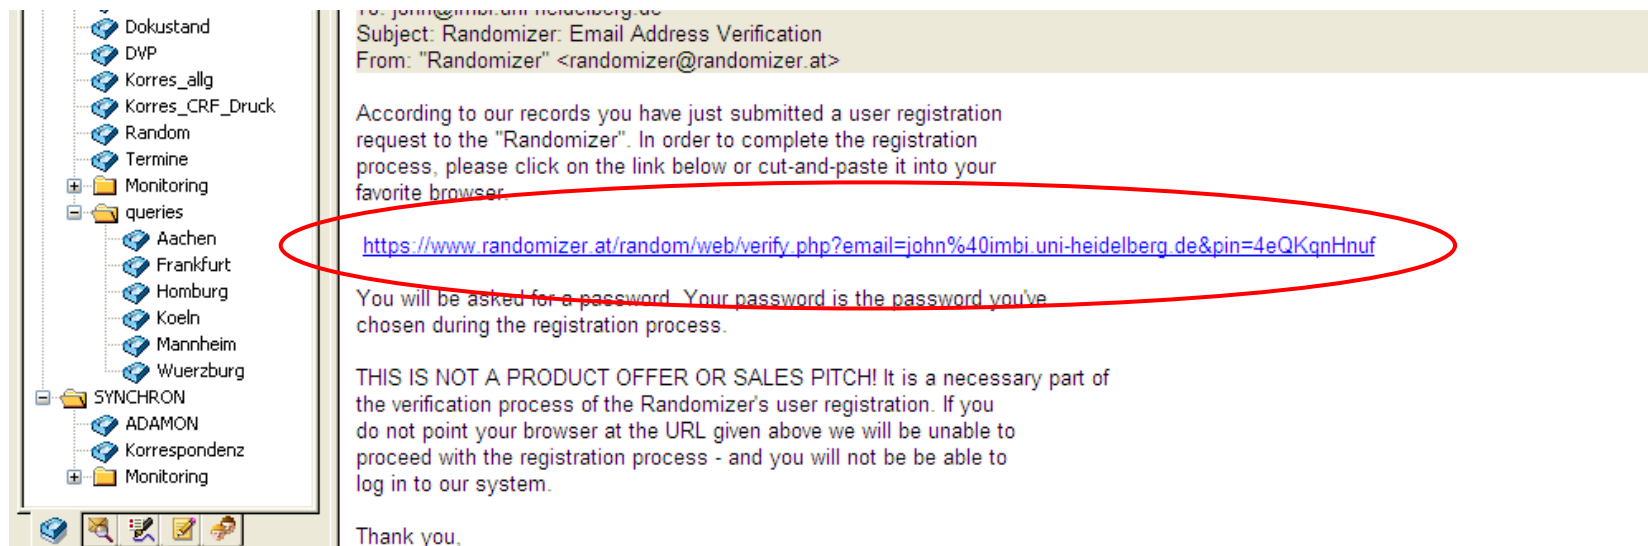 Dokustand
DVP
Korres_allg
Korres_CRF_Druck
Random
Termine
Monitoring
queries
Aachen
Frankfurt
Homburg
Koeln
Mannheim
Wuerzburg
SYNCHRON
ADAMON
Korrespondenz
Monitoring
To: john@imbi.uni-heidelberg.de
Subject: Randomizer: Email Address Verification
From: "Randomizer" <randomizer@randomizer.at>
According to our records you have just submitted a user registration
request to the "Randomizer". In order to complete the registration
process, please click on the link below or cut-and-paste it into your
favorite browser.
https://www.randomizer.at/random/web/verify.php?email=john%40imbi.uni-heidelberg.de&pin=4eQKqnHnuf
You will be asked for a password. Your password is the password you've
chosen during the registration process.
THIS IS NOT A PRODUCT OFFER OR SALES PITCH! It is a necessary part of
the verification process of the Randomizer's user registration. If you
do not point your browser at the URL given above we will be unable to
proceed with the registration process - and you will not be be able to
log in to our system.
Thank you,